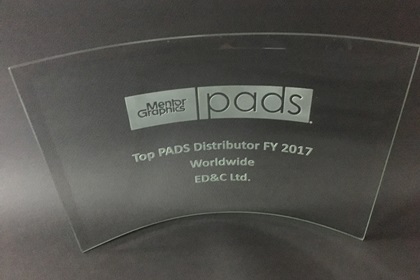 Mentor
Graphics
pads
Top PADS Distributor FY 2017
Worldwide
ED&C Ltd.